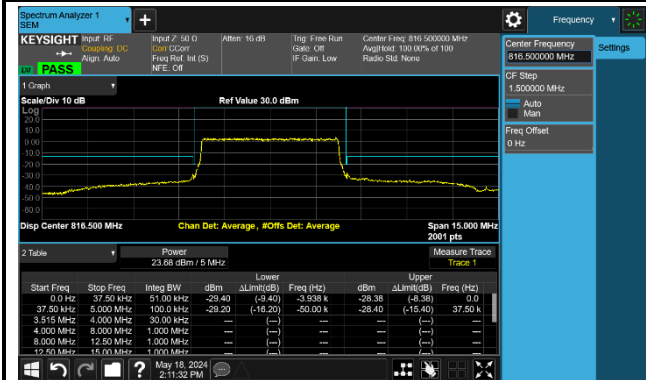 Spectrum Analyzer 1
SEM
Frequency
KEYSIGHT
Input: RF
Coupling: DC
Align: Auto
Input Z: 50 Ω
Corr CCorr
Freq Ref: Int (S)
NFE: Off
Atten: 16 dB
Trig: Free Run
Gate: Off
IF Gain: Low
Center Freq: 816.500000 MHz
Avg|Hold: 100.00% of 100
Radio Std: None
PASS
Center Frequency
816.500000 MHz
Settings
CF Step
1.500000 MHz
Auto
Man
Freq Offset
0 Hz
1 Graph
Scale/Div 10 dB
Ref Value 30.0 dBm
Log
20.0
10.0
0.00
-10.0
-20.0
-30.0
-40.0
-50.0
-60.0
Disp Center 816.500 MHz
Chan Det: Average, #Offs Det: Average
Span 15.000 MHz
2001 pts
2 Table
Power
23.68 dBm / 5 MHz
Measure Trace
Trace 1
Lower Upper
Start Freq Stop Freq Integ BW dBm ΔLimit(dB) Freq (Hz) dBm ΔLimit(dB) Freq (Hz)
0.0 Hz 37.50 kHz 51.00 kHz -29.40 (-9.40) -3.938 k -28.38 (-8.38) 0.0
37.50 kHz 5.000 MHz 100.0 kHz -29.20 (-16.20) -50.00 k -28.40 (-15.40) 37.50 k
3.515 MHz 4.000 MHz 30.00 kHz --- (---) --- (---)
4.000 MHz 8.000 MHz 1.000 MHz --- (---) --- (---)
8.000 MHz 12.50 MHz 1.000 MHz --- (---) --- (---)
12.50 MHz 15.00 MHz 1.000 MHz --- (---) --- (---)
May 18, 2024
2:11:32 PM